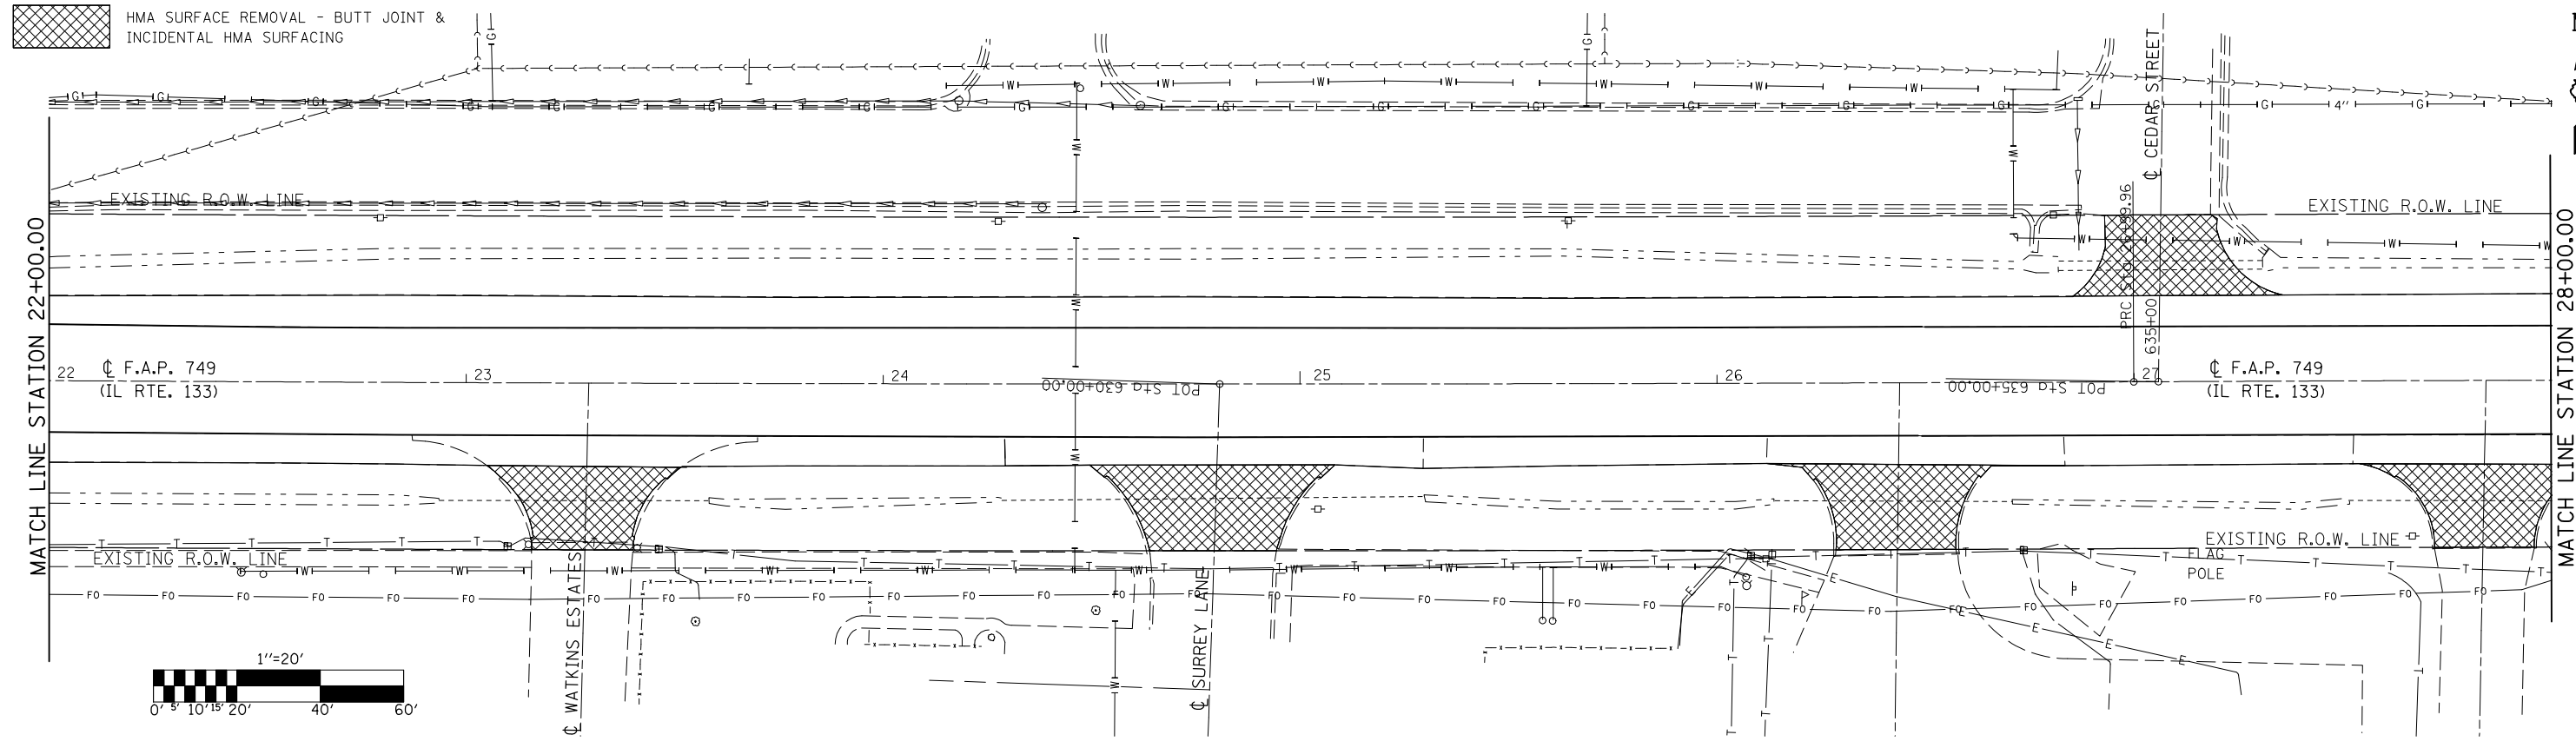 HMA SURFACE REMOVAL - BUTT JOINT &
INCIDENTAL HMA SURFACING
CEDAR STREET
4"
EXISTING R.O.W. LINE
EXISTING R.O.W. LINE
MATCH LINE STATION 22+00.00
MATCH LINE STATION 28+00.00
635+00
22
℄ F.A.P. 749
(IL RTE. 133)
23
24
POT Sta 630+00.00
25
26
POT Sta 635+00.00
27
℄ F.A.P. 749
(IL RTE. 133)
EXISTING R.O.W. LINE
EXISTING R.O.W. LINE
FLAG
POLE
℄ WATKINS ESTATES
℄ SURREY LANE
1"=20'
0' 5' 10' 15' 20' 40' 60'